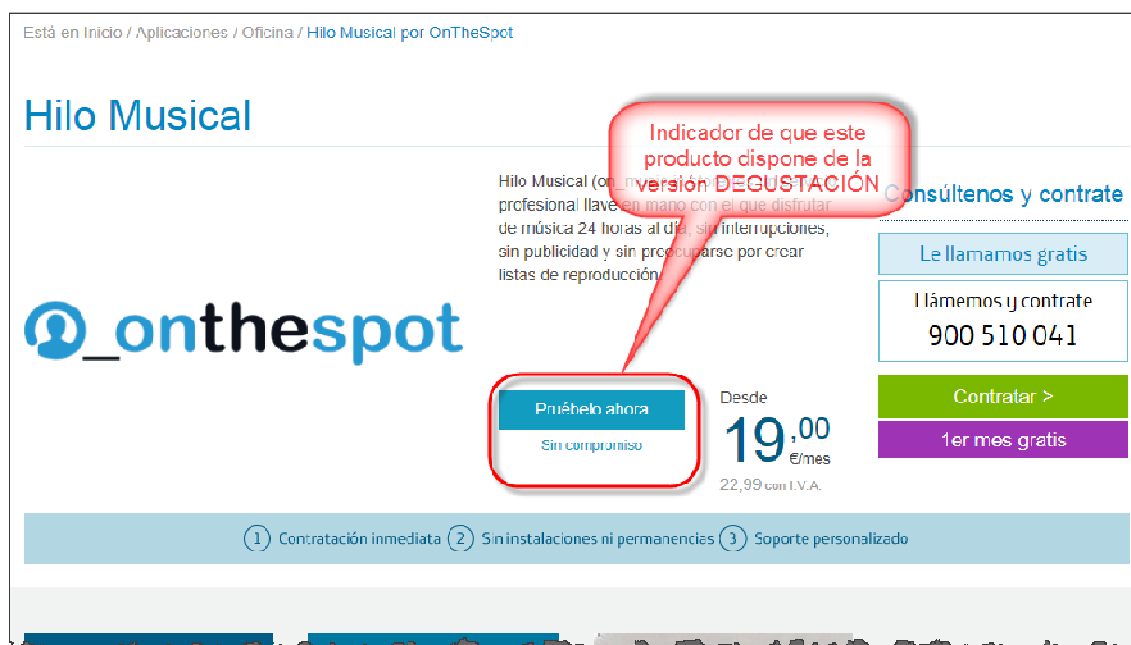 Está en Inicio / Aplicaciones / Oficina / Hilo Musical por OnTheSpot
Hilo Musical
Indicador de que este
producto dispone de la
versión DEGUSTACIÓN
Hilo Musical (on_
profesional llave en mano con el que disfrutar
de música 24 horas al día, sin interrupciones,
sin publicidad y sin preocuparse por crear
listas de reproducción.
_onthespot
Pruébelo ahora
Sin compromiso
Desde
19,00
€/mes
22,99 con I.V.A.
Consúltenos y contrate
Le llamamos gratis
Llámemos y contrate
900 510 041
Contratar >
1er mes gratis
1 Contratación inmediata 2 Sin instalaciones ni permanencias 3 Soporte personalizado